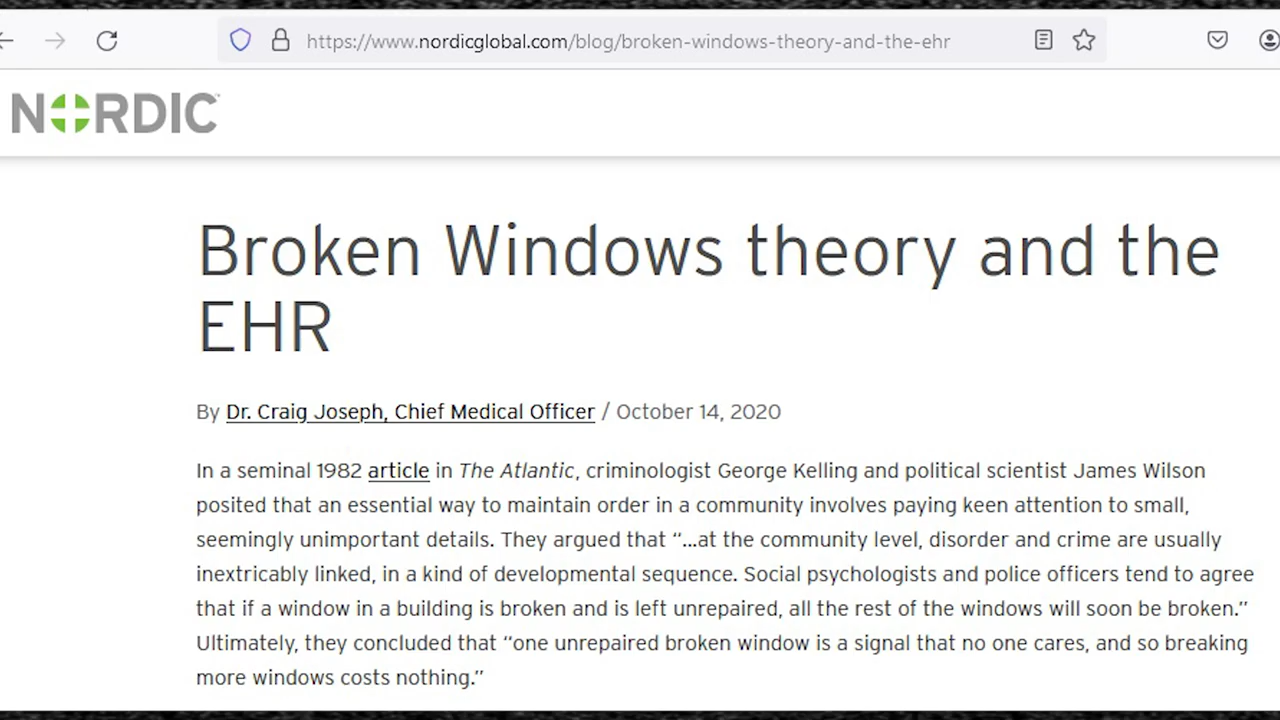 https://www.nordicglobal.com/blog/broken-windows-theory-and-the-ehr
NORDIC
Broken Windows theory and the
EHR
By Dr. Craig Joseph, Chief Medical Officer / October 14, 2020
In a seminal 1982 article in The Atlantic, criminologist George Kelling and political scientist James Wilson
posited that an essential way to maintain order in a community involves paying keen attention to small,
seemingly unimportant details. They argued that “…at the community level, disorder and crime are usually
inextricably linked, in a kind of developmental sequence. Social psychologists and police officers tend to agree
that if a window in a building is broken and is left unrepaired, all the rest of the windows will soon be broken.”
Ultimately, they concluded that “one unrepaired broken window is a signal that no one cares, and so breaking
more windows costs nothing.”